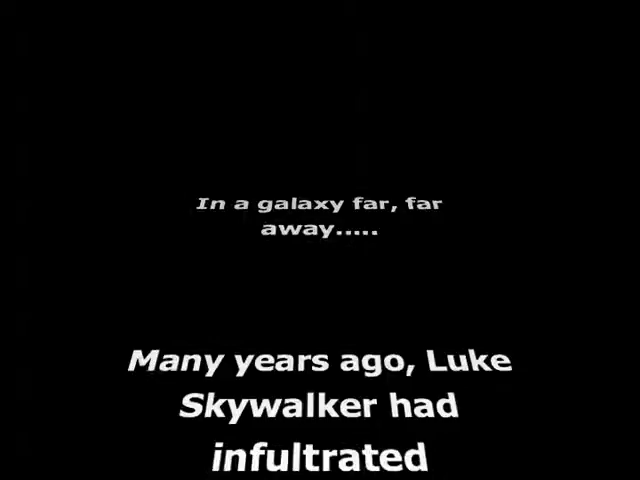 In a galaxy far, far
away.....
Many years ago, Luke
Skywalker had
infultrated